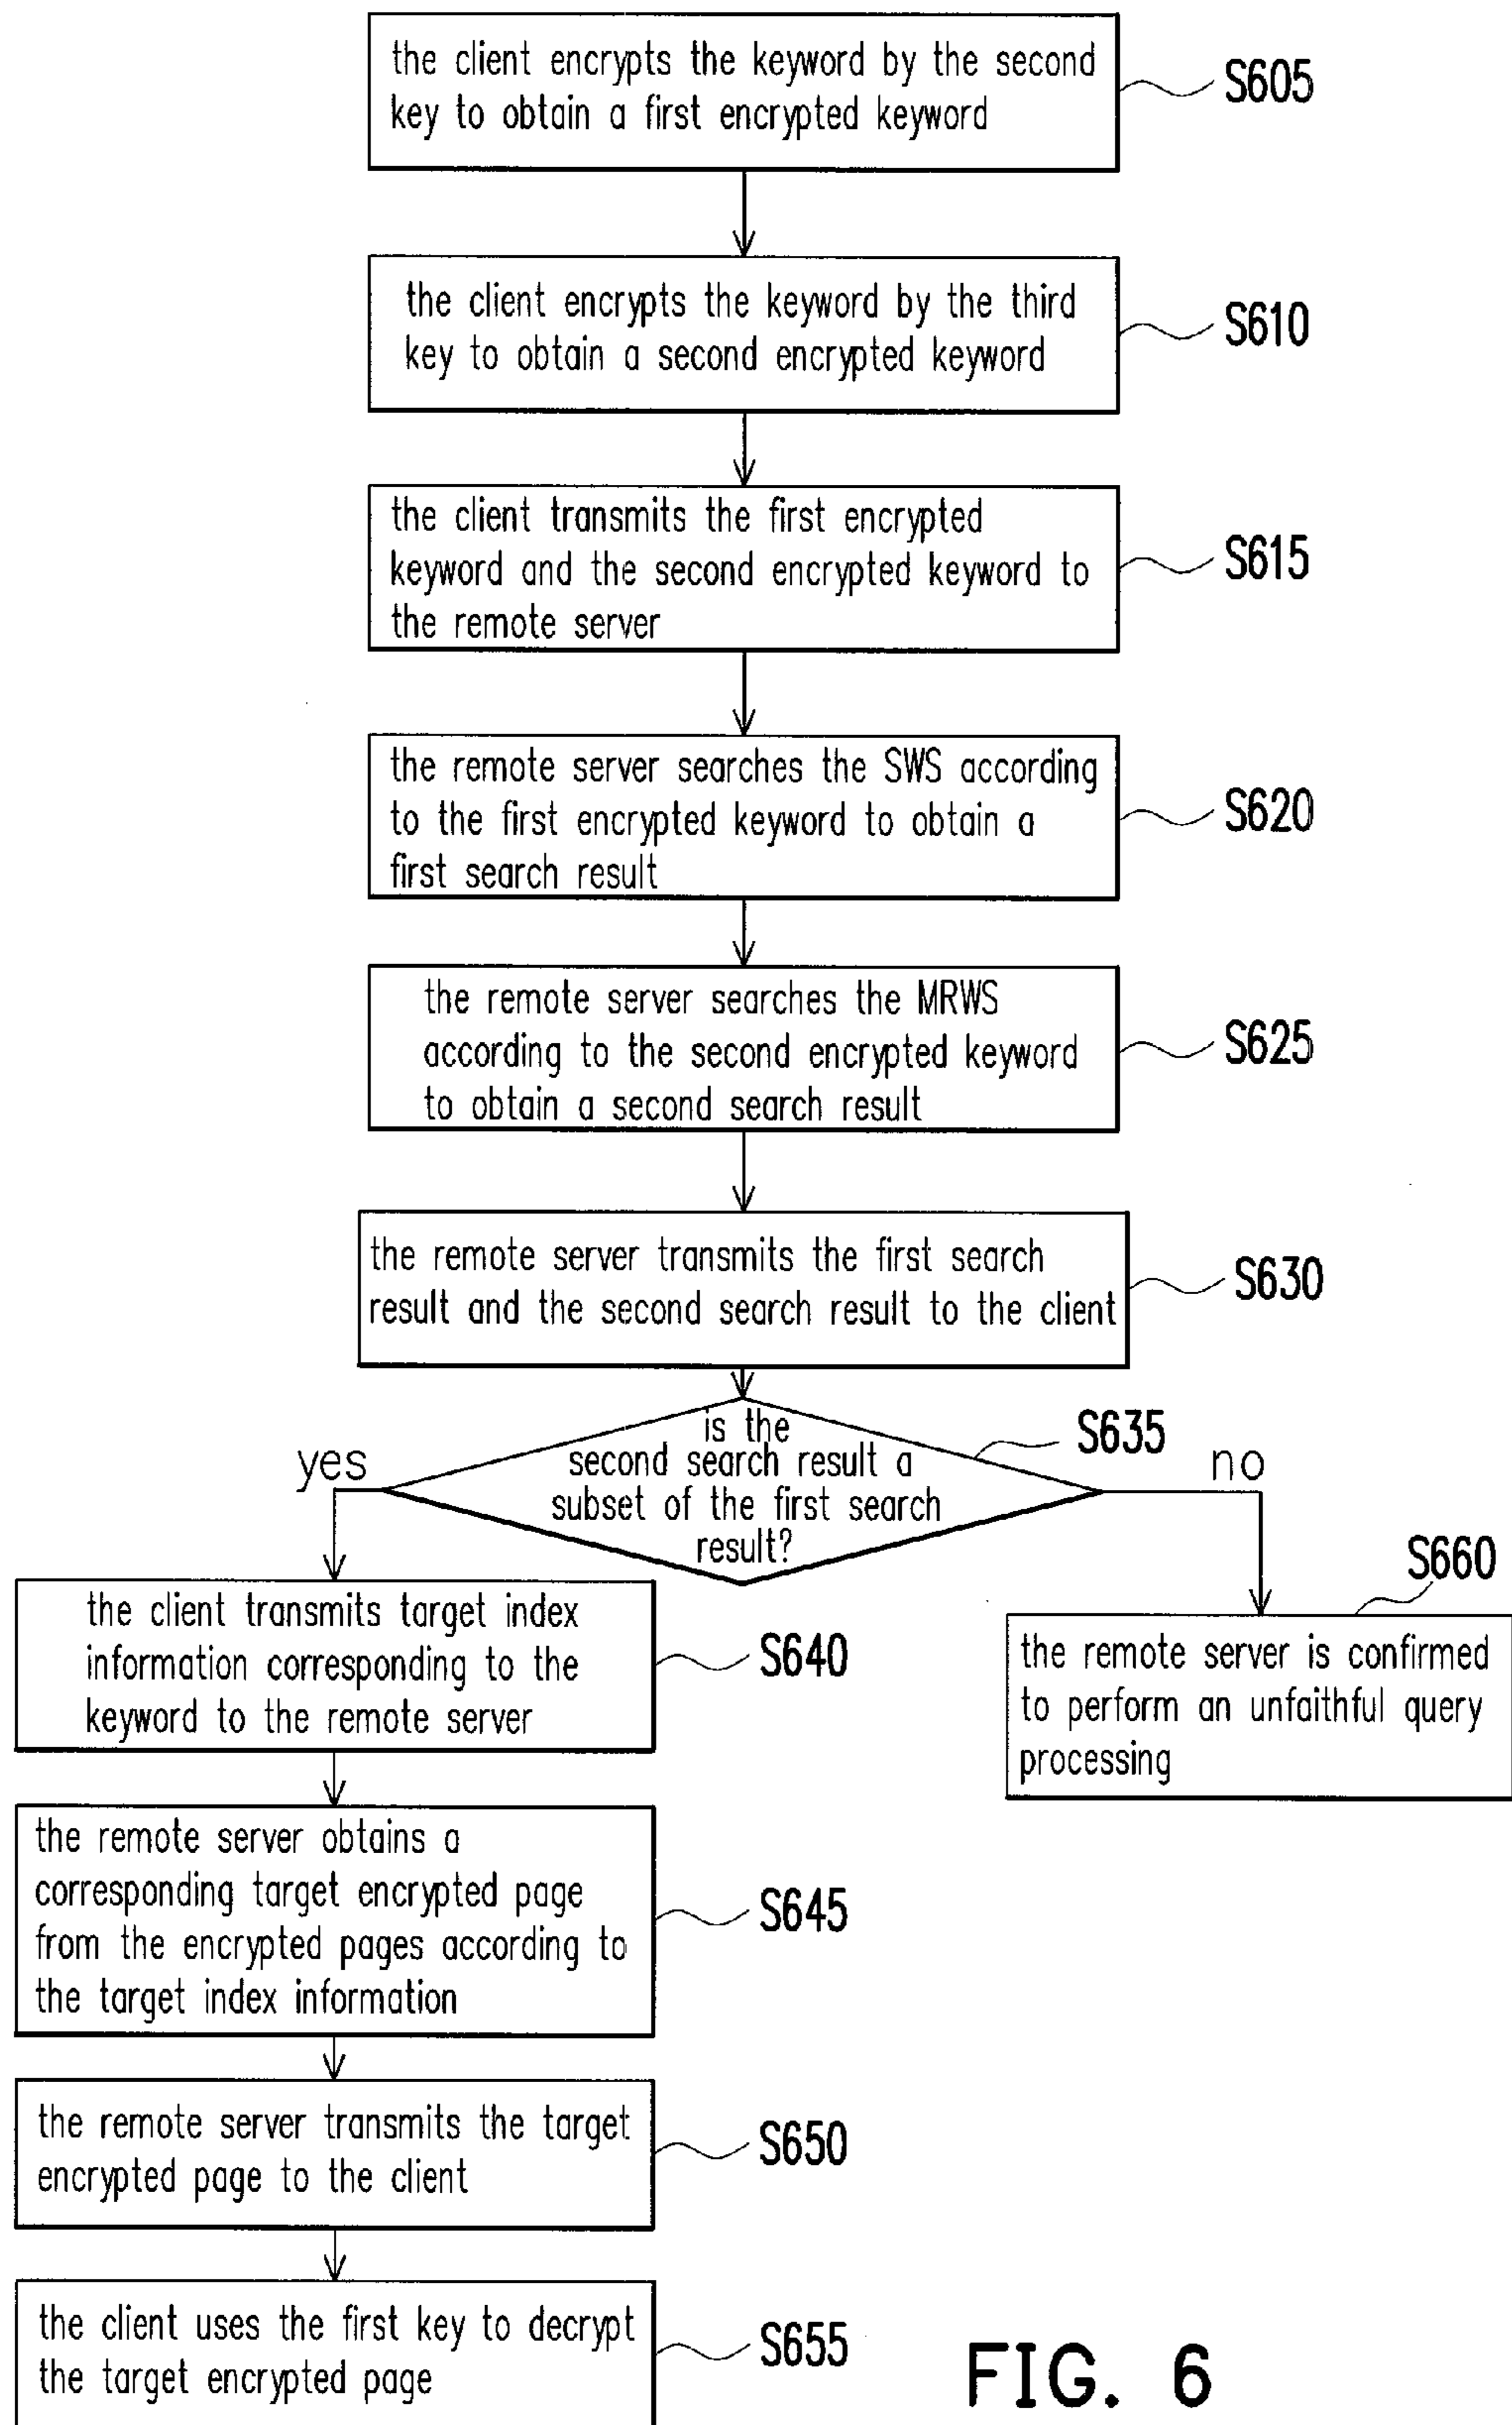 the client encrypts the keyword by the second
key to obtain a first encrypted keyword
S605
the client encrypts the keyword by the third
key to obtain a second encrypted keyword
S610
the client transmits the first encrypted
keyword and the second encrypted keyword to
the remote server
S615
the remote server searches the SWS according
to the first encrypted keyword to obtain a
first search result
S620
the remote server searches the MRWS
according to the second encrypted keyword
to obtain a second search result
S625
the remote server transmits the first search
result and the second search result to the client
S630
is the
second search result a
subset of the first search
result?
S635
yes
no
the client transmits target index
information corresponding to the
keyword to the remote server
S640
S660
the remote server is confirmed
to perform an unfaithful query
processing
the remote server obtains a
corresponding target encrypted page
from the encrypted pages according to
the target index information
S645
the remote server transmits the target
encrypted page to the client
S650
the client uses the first key to decrypt
the target encrypted page
S655
FIG. 6